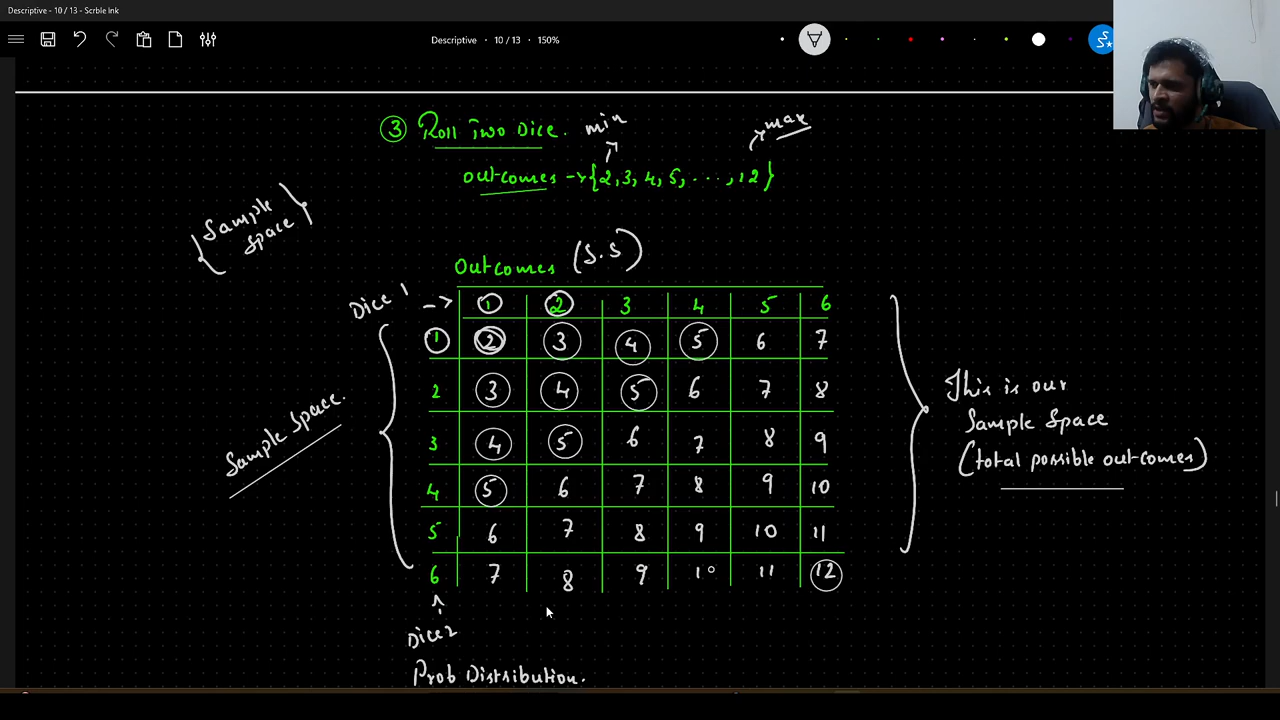 Descriptive - 10 / 13 - Scrble Ink
Descriptive • 10 / 13 • 150%
③ Roll Two Dice. min max
outcomes → {2, 3, 4, 5, ..., 12}
{Sample
Space}
Outcomes (S.S)
Dice 1 → 1 2 3 4 5 6
1 2 3 4 5 6 7
2 3 4 5 6 7 8
3 4 5 6 7 8 9
4 5 6 7 8 9 10
5 6 7 8 9 10 11
6 7 8 9 10 11 12
Sample Space.
This is our
Sample Space
(total possible outcomes)
Dice 2
Prob Distribution.